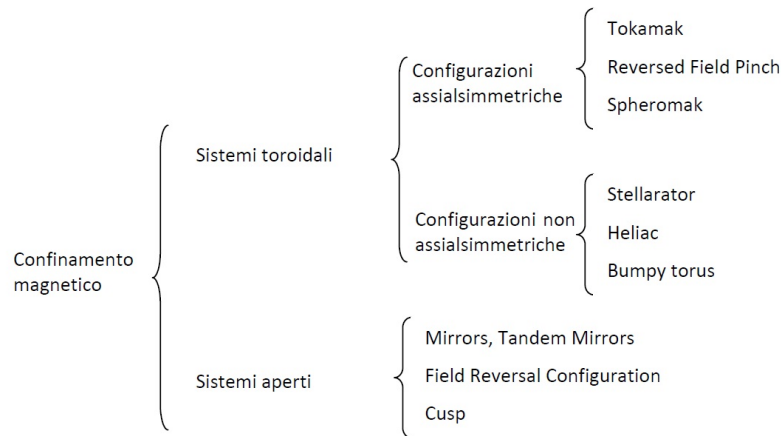 Confinamento
magnetico
Sistemi toroidali
Configurazioni
assialsimmetriche
Tokamak
Reversed Field Pinch
Spheromak
Configurazioni non
assialsimmetriche
Stellarator
Heliac
Bumpy torus
Sistemi aperti
Mirrors, Tandem Mirrors
Field Reversal Configuration
Cusp